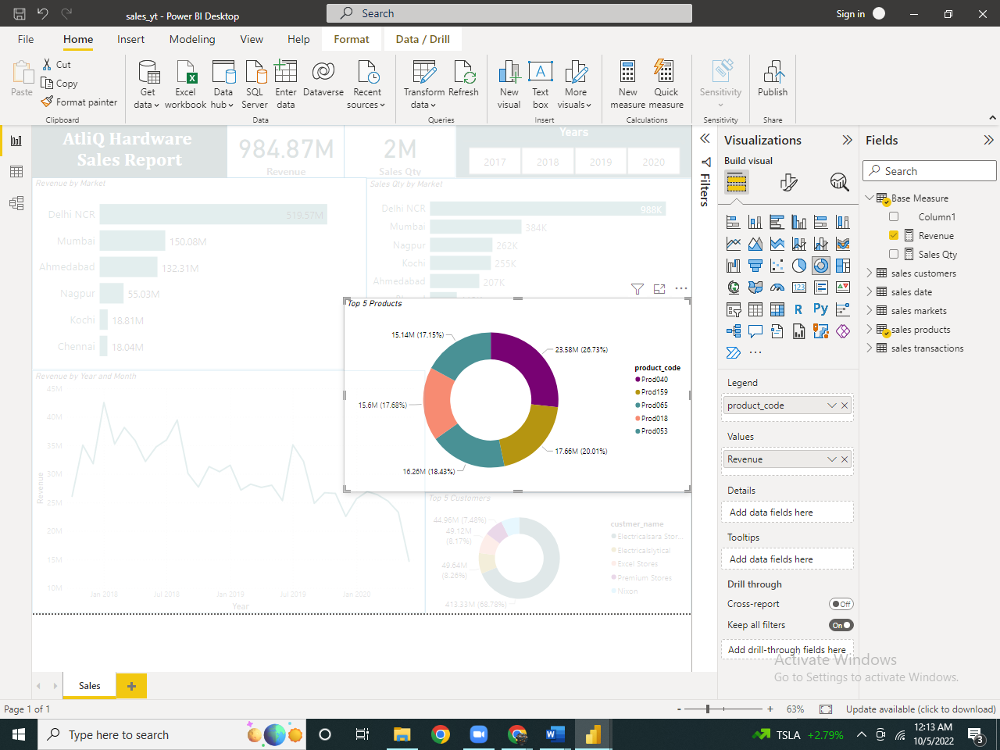 sales_yt - Power BI Desktop
Search
Sign in
File
Home
Insert
Modeling
View
Help
Format
Data / Drill
Paste
Cut
Copy
Format painter
Clipboard
Get data
Excel workbook
Data hub
SQL Server
Enter data
Dataverse
Recent sources
Data
Transform data
Refresh
Queries
New visual
Text box
More visuals
Insert
New measure
Quick measure
Calculations
Sensitivity
Sensitivity
Publish
Share
AtliQ Hardware
Sales Report
984.87M
Revenue
2M
Sales Qty
Years
2017
2018
2019
2020
Revenue by Market
Delhi NCR 519.57M
Mumbai 150.08M
Ahmedabad 132.31M
Nagpur 55.03M
Kochi 18.81M
Chennai 18.04M
Sales Qty by Market
Delhi NCR 988K
Mumbai 384K
Nagpur 262K
Kochi 255K
Ahmedabad 207K
Top 5 Products
15.14M (17.15%)
23.58M (26.73%)
15.6M (17.68%)
17.66M (20.01%)
16.26M (18.43%)
product_code
Prod040
Prod159
Prod065
Prod018
Prod053
Revenue by Year and Month
45M
40M
35M
30M
25M
20M
15M
10M
Revenue
Jan 2018
Jul 2018
Jan 2019
Jul 2019
Jan 2020
Year
Top 5 Customers
44.96M (7.48%)
49.12M
(8.17%)
49.64M
(8.26%)
413.33M (68.78%)
custmer_name
Electricalsara Stor...
Electricalslytical
Excel Stores
Premium Stores
Nixon
Filters
Visualizations
Build visual
R
Py
123
Legend
product_code
Values
Revenue
Details
Add data fields here
Tooltips
Add data fields here
Drill through
Cross-report
Off
Keep all filters
On
Add drill-through fields here
Fields
Search
Base Measure
Column1
Revenue
Sales Qty
sales customers
sales date
sales markets
sales products
sales transactions
Activate Windows
Go to Settings to activate Windows.
Sales
Page 1 of 1
- + 63%
Update available (click to download)
Type here to search
TSLA +2.79%
12:13 AM
10/5/2022
3